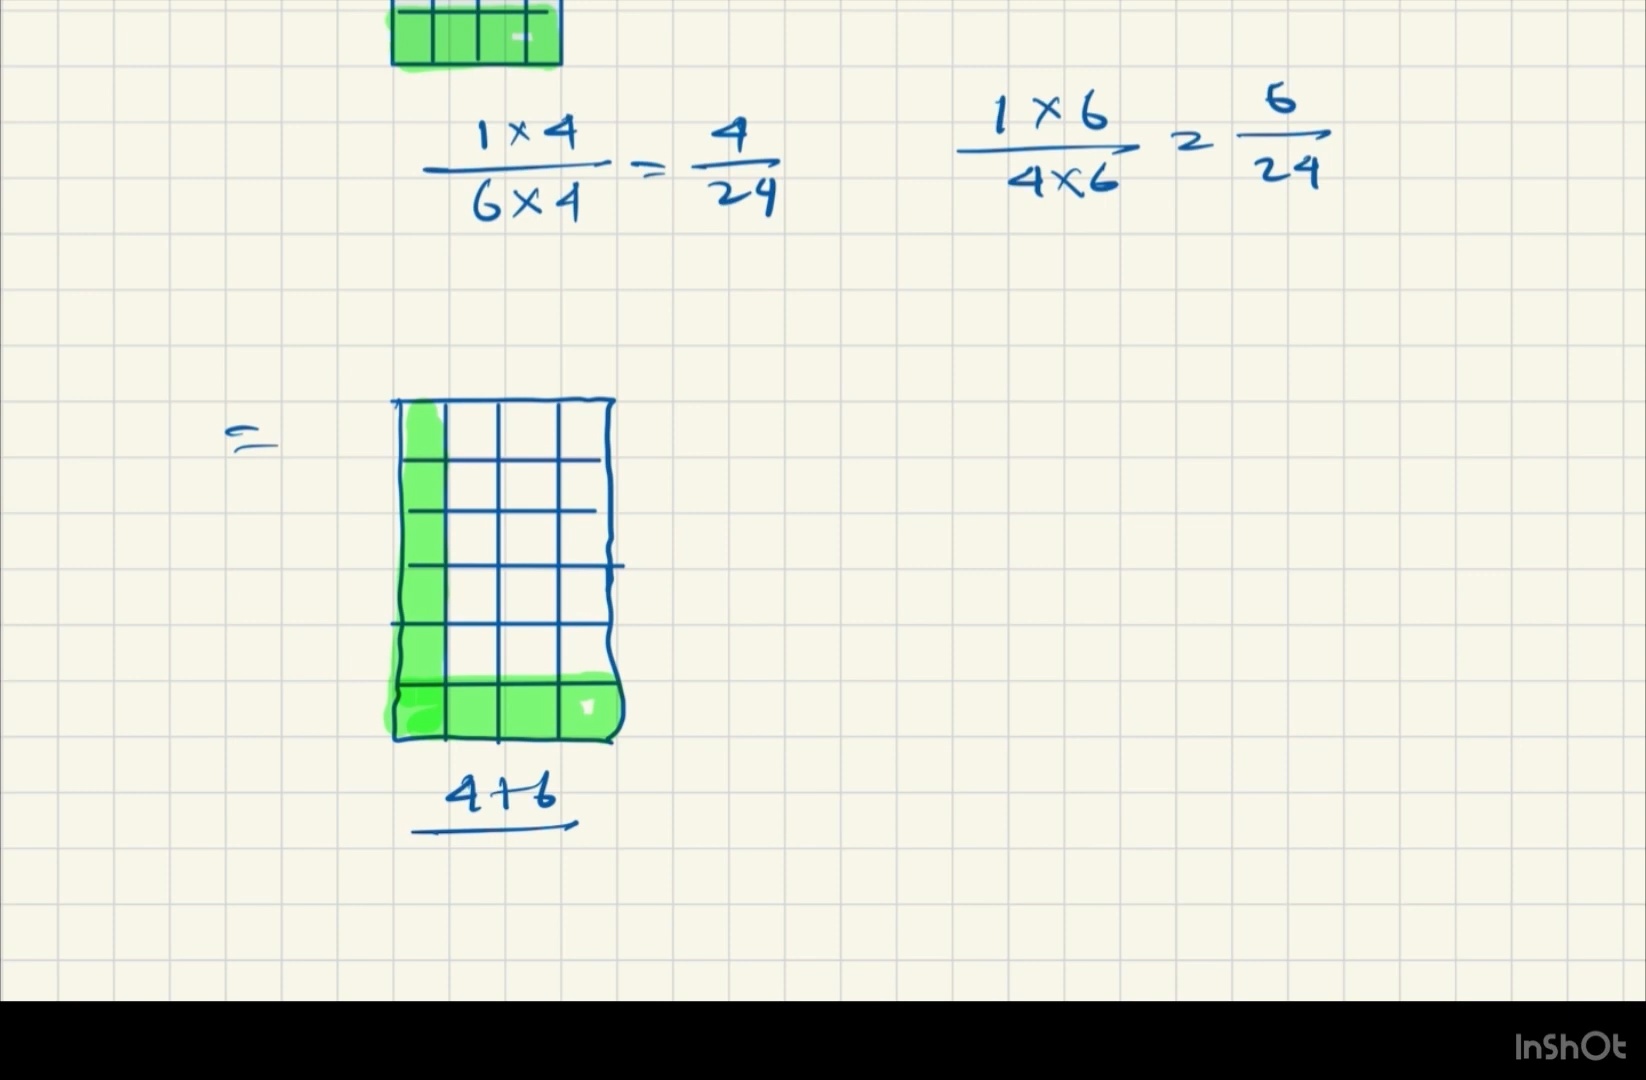 1 × 4 / 6 × 4 = 4 / 24
1 × 6 / 4 × 6 = 6 / 24
=
4 + 6
InShOt